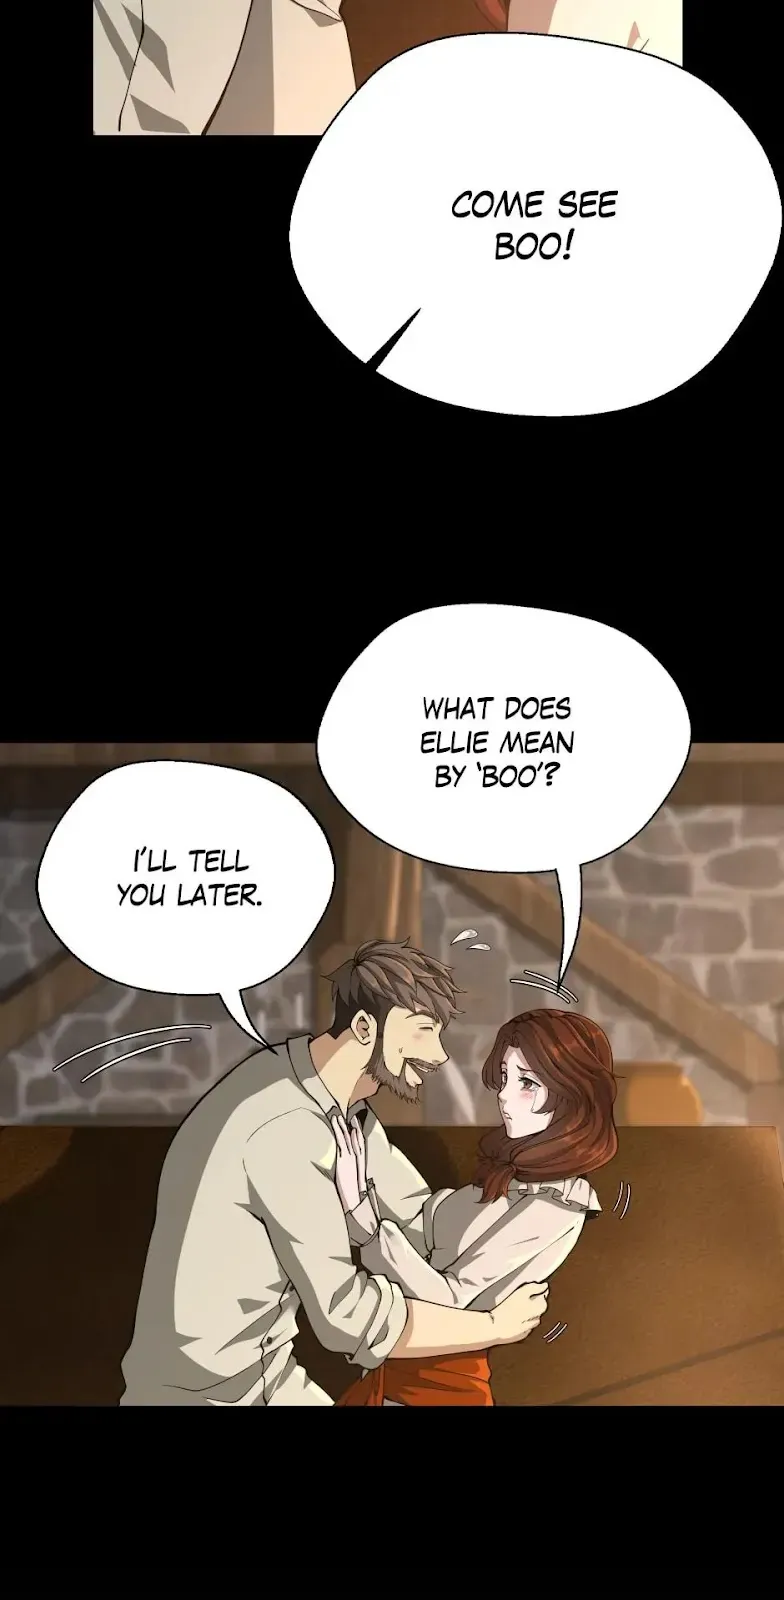 COME SEE
BOO!
WHAT DOES
ELLIE MEAN
BY 'BOO'?
I'LL TELL
YOU LATER.